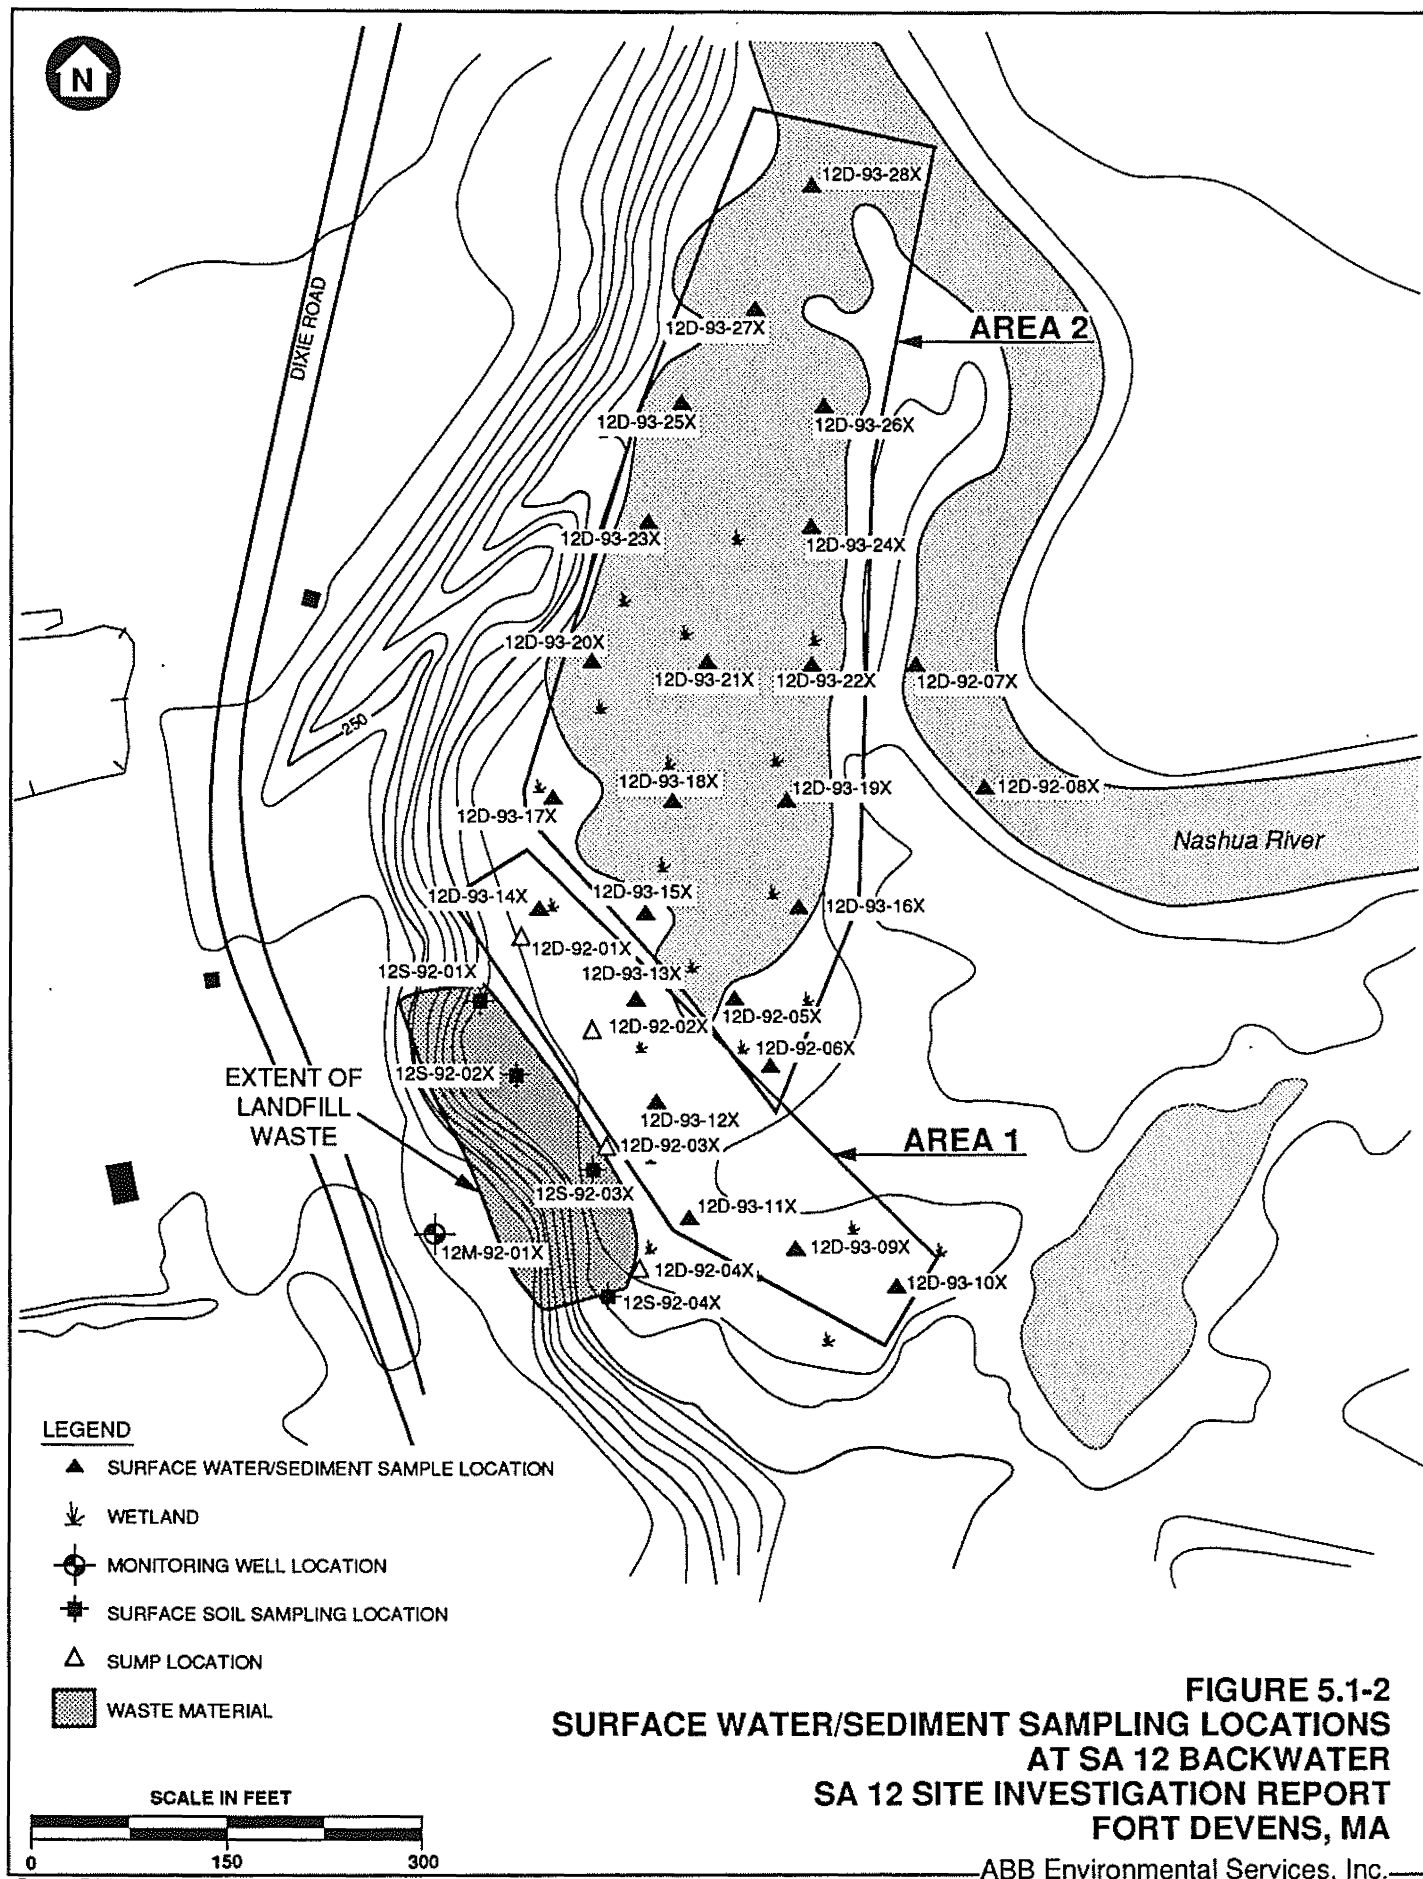 N
12D-93-28X
DIXIE ROAD
12D-93-27X
AREA 2
12D-93-25X
12D-93-26X
12D-93-23X
12D-93-24X
12D-93-20X
12D-93-21X
12D-93-22X
12D-92-07X
250
12D-93-18X
12D-93-19X
12D-92-08X
12D-93-17X
Nashua River
12D-93-14X
12D-93-15X
12D-93-16X
12D-92-01X
12S-92-01X
12D-93-13X
12D-92-02X
12D-92-05X
12D-92-06X
12S-92-02X
EXTENT OF
LANDFILL
WASTE
12D-93-12X
12D-92-03X
AREA 1
12S-92-03X
12D-93-11X
12M-92-01X
12D-93-09X
12D-92-04X
12D-93-10X
12S-92-04X
LEGEND
SURFACE WATER/SEDIMENT SAMPLE LOCATION
WETLAND
MONITORING WELL LOCATION
SURFACE SOIL SAMPLING LOCATION
SUMP LOCATION
WASTE MATERIAL
FIGURE 5.1-2
SURFACE WATER/SEDIMENT SAMPLING LOCATIONS
AT SA 12 BACKWATER
SA 12 SITE INVESTIGATION REPORT
FORT DEVENS, MA
SCALE IN FEET
0 150 300
ABB Environmental Services, Inc.